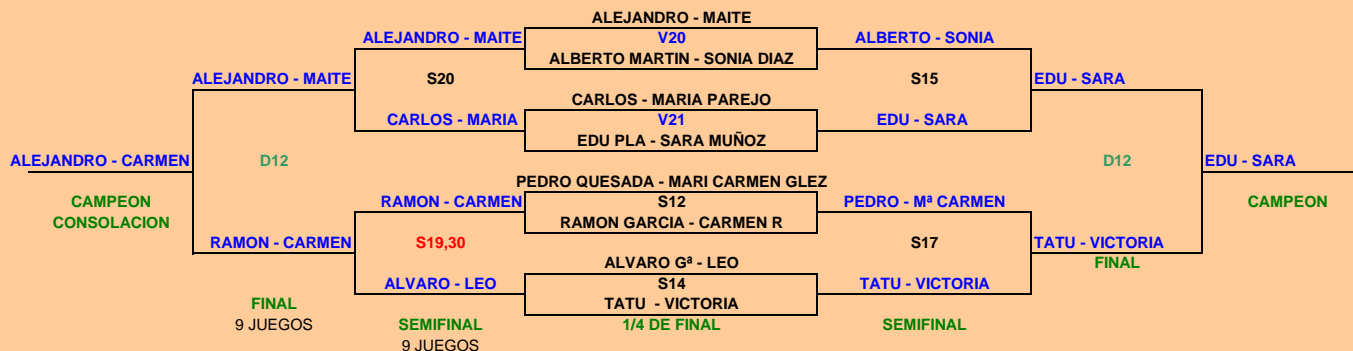 ALEJANDRO - MAITE
ALEJANDRO - MAITE V20 ALBERTO - SONIA
ALBERTO MARTIN - SONIA DIAZ
ALEJANDRO - MAITE S20 S15 EDU - SARA
CARLOS - MARIA PAREJO
CARLOS - MARIA V21 EDU - SARA
EDU PLA - SARA MUÑOZ
ALEJANDRO - CARMEN D12 D12 EDU - SARA
PEDRO QUESADA - MARI CARMEN GLEZ
CAMPEON RAMON - CARMEN S12 PEDRO - Mª CARMEN CAMPEON
CONSOLACION RAMON GARCIA - CARMEN R
RAMON - CARMEN S19,30 S17 TATU - VICTORIA
ALVARO Gª - LEO FINAL
ALVARO - LEO S14 TATU - VICTORIA
FINAL TATU - VICTORIA
9 JUEGOS SEMIFINAL 1/4 DE FINAL SEMIFINAL
9 JUEGOS